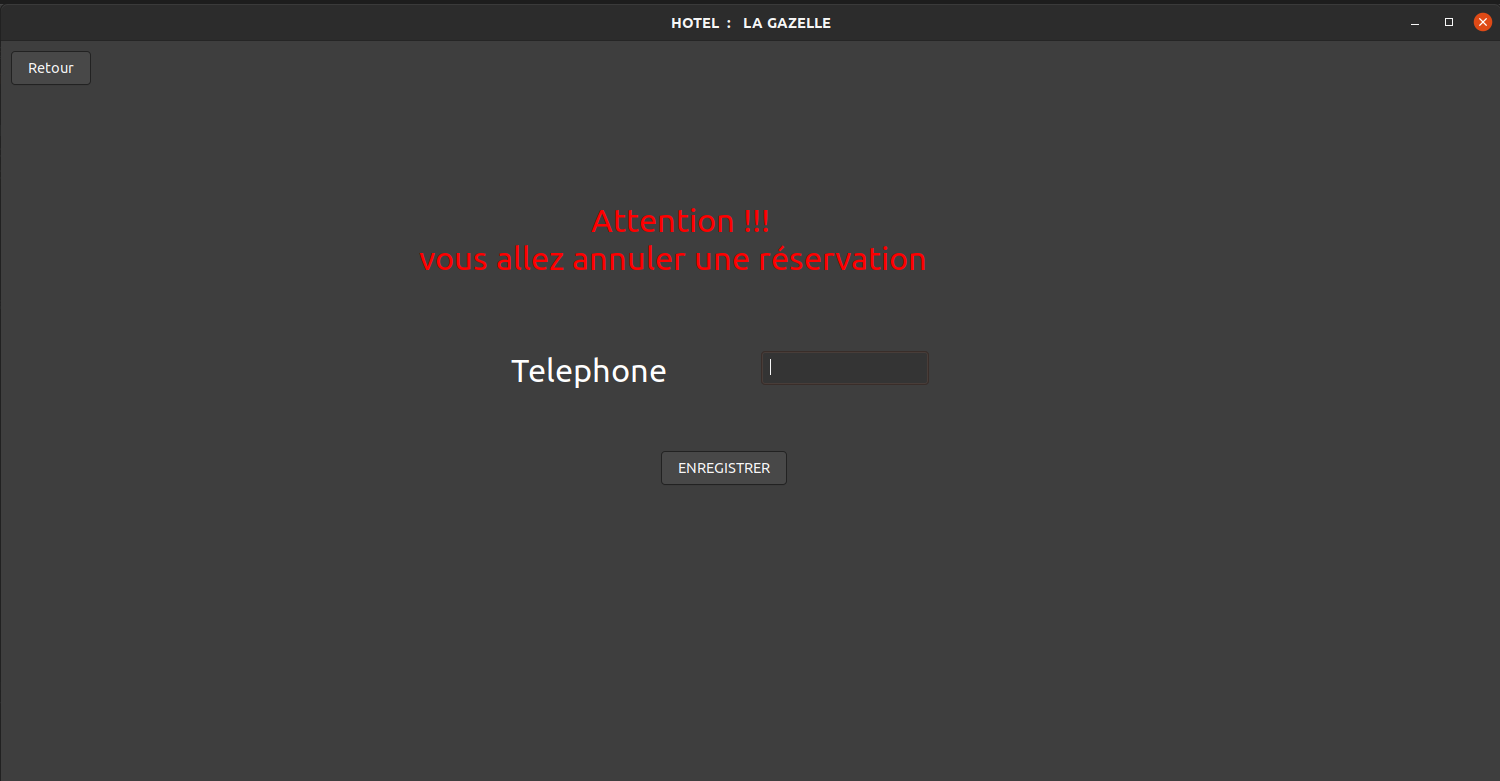 HOTEL : LA GAZELLE
Retour
Attention !!!
vous allez annuler une réservation
Telephone
ENREGISTRER